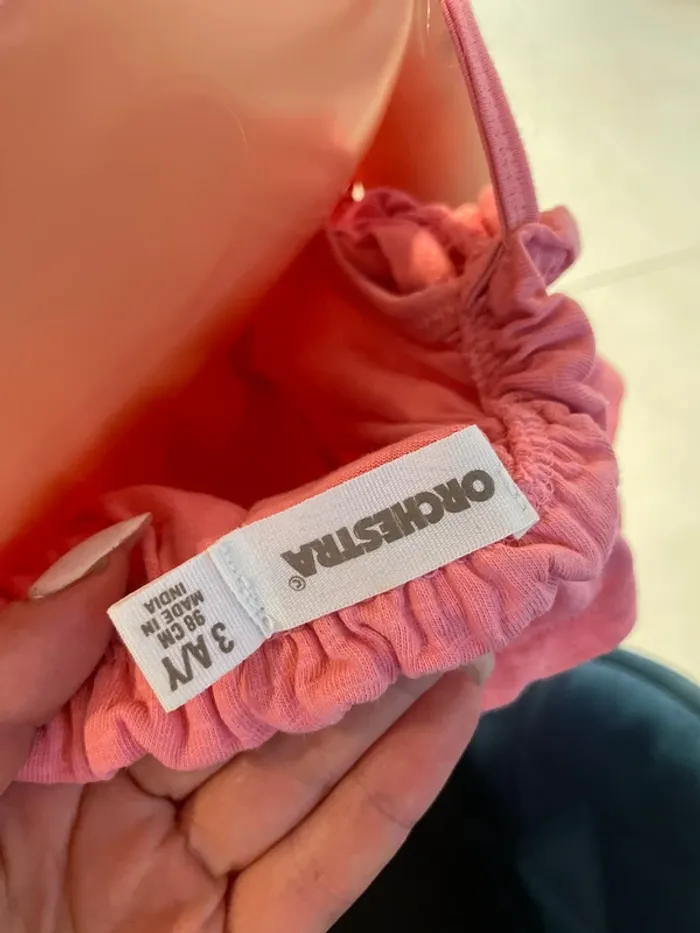 ORCHESTRA
©
3 A/Y
98 CM
MADE IN
INDIA